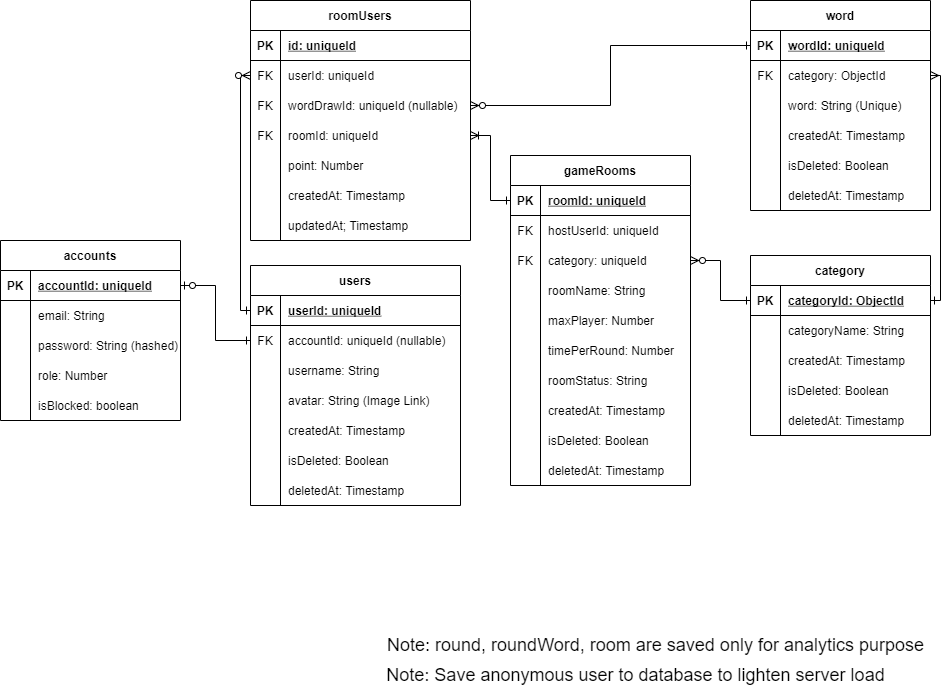 roomUsers
PK id: uniqueId
FK userId: uniqueId
FK wordDrawId: uniqueId (nullable)
FK roomId: uniqueId
point: Number
createdAt: Timestamp
updatedAt; Timestamp
word
PK wordId: uniqueId
FK category: ObjectId
word: String (Unique)
createdAt: Timestamp
isDeleted: Boolean
deletedAt: Timestamp
gameRooms
PK roomId: uniqueId
FK hostUserId: uniqueId
FK category: uniqueId
roomName: String
maxPlayer: Number
timePerRound: Number
roomStatus: String
createdAt: Timestamp
isDeleted: Boolean
deletedAt: Timestamp
accounts
PK accountId: uniqueId
email: String
password: String (hashed)
role: Number
isBlocked: boolean
users
PK userId: uniqueId
FK accountId: uniqueId (nullable)
username: String
avatar: String (Image Link)
createdAt: Timestamp
isDeleted: Boolean
deletedAt: Timestamp
category
PK categoryId: ObjectId
categoryName: String
createdAt: Timestamp
isDeleted: Boolean
deletedAt: Timestamp
Note: round, roundWord, room are saved only for analytics purpose
Note: Save anonymous user to database to lighten server load